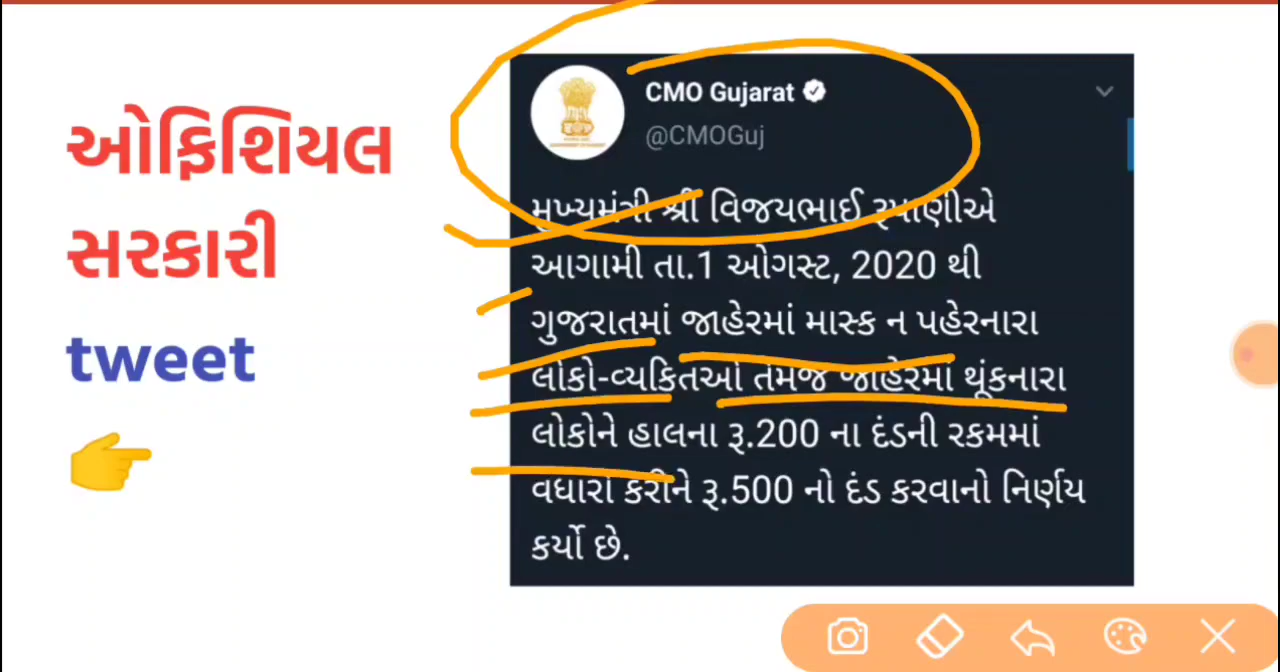 ઓફિશિયલ
સરકારી
tweet
CMO Gujarat
@CMOGuj
મુખ્યમંત્રી શ્રી વિજયભાઈ રૂપાણીએ
આગામી તા.1 ઓગસ્ટ, 2020 થી
ગુજરાતમાં જાહેરમાં માસ્ક ન પહેરનારા
લોકો-વ્યકિતઓ તેમજ જાહેરમાં થૂંકનારા
લોકોને હાલના રૂ.200 ના દંડની રકમમાં
વધારો કરીને રૂ.500 નો દંડ કરવાનો નિર્ણય
કર્યો છે.